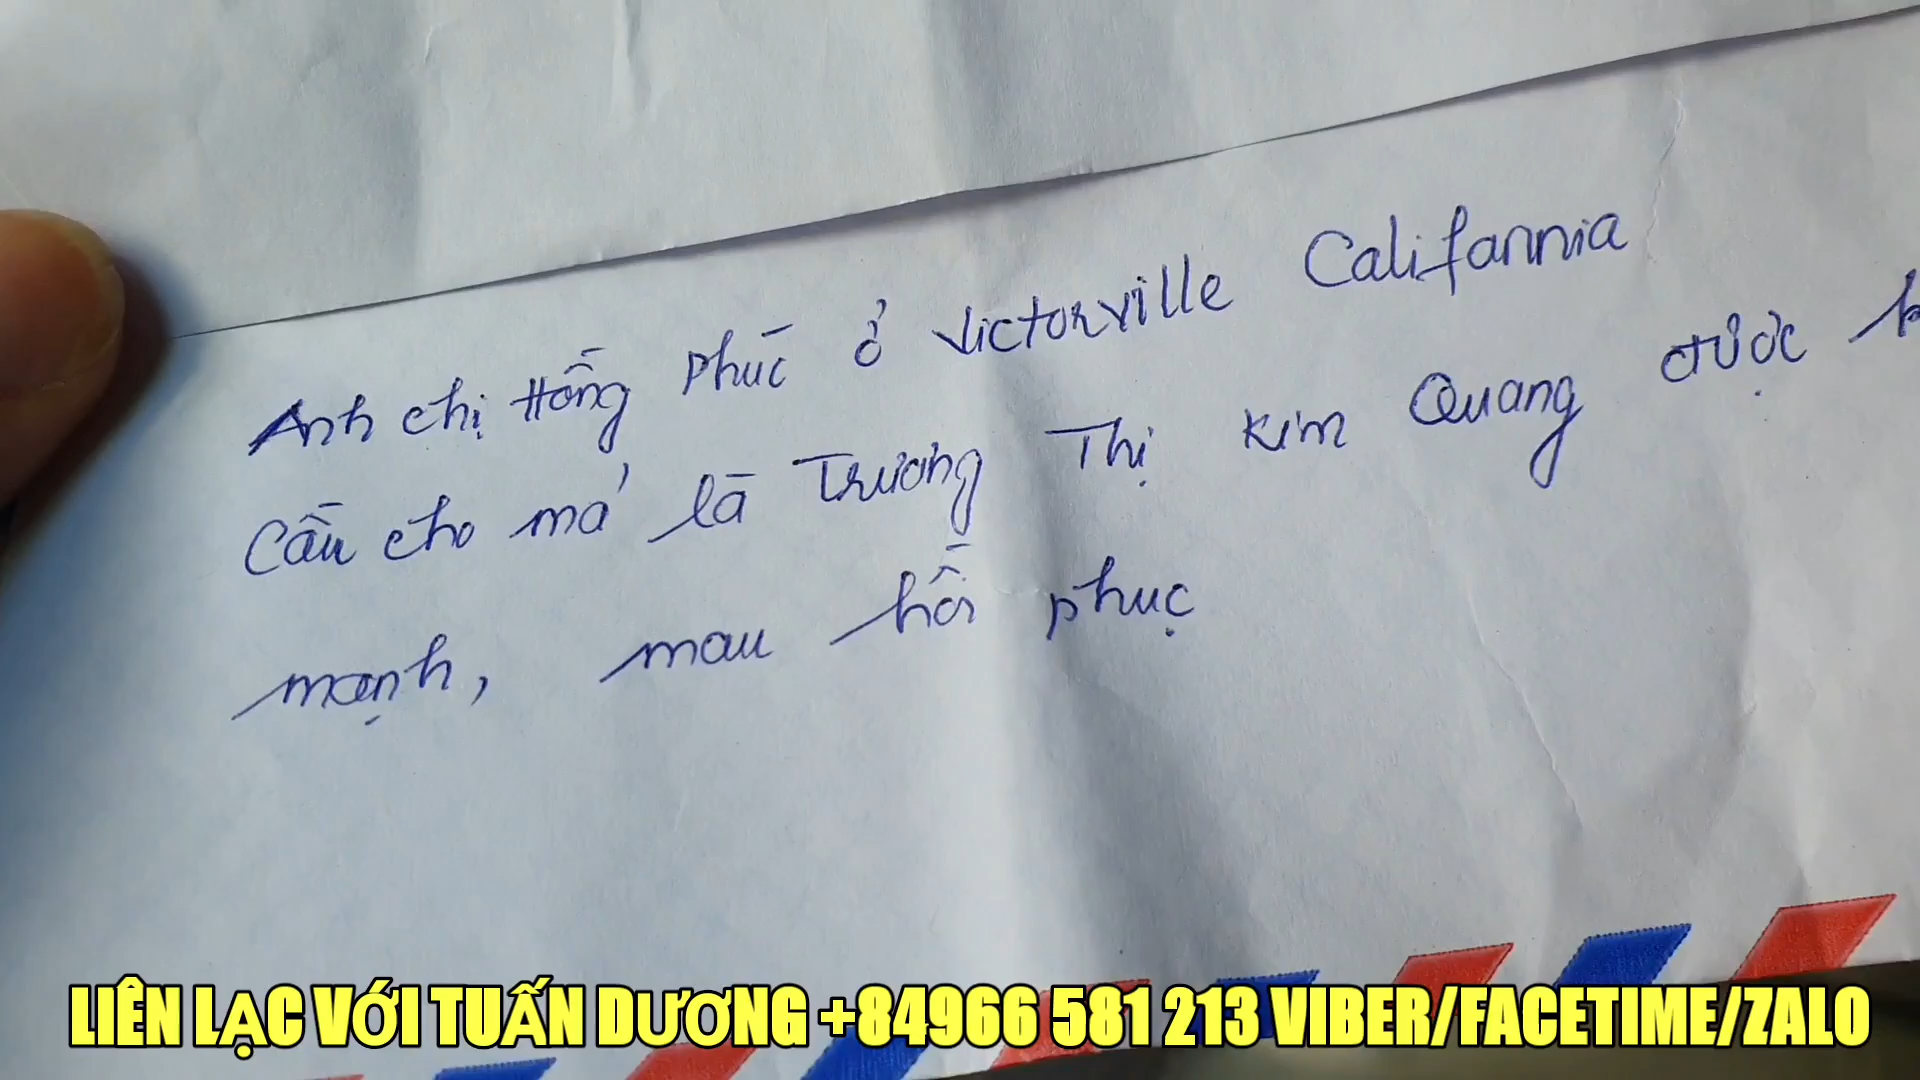 Anh chị Hồng Phúc ở Victorville Califannia
Cầu cho má là Trương Thị Kim Quang được
mạnh, mau hồi phục
LIÊN LẠC VỚI TUẤN DƯƠNG +84966 581 213 VIBER/FACETIME/ZALO